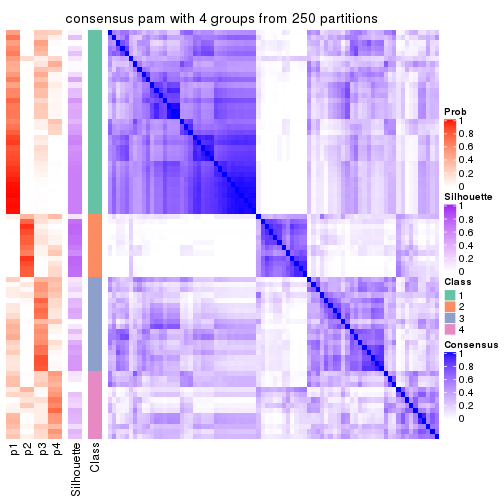 consensus pam with 4 groups from 250 partitions
Prob
1
0.8
0.6
0.4
0.2
0
Silhouette
1
0.8
0.6
0.4
0.2
0
Class
1
2
3
4
Consensus
1
0.8
0.6
0.4
0.2
0
p1
p2
p3
p4
Silhouette
Class